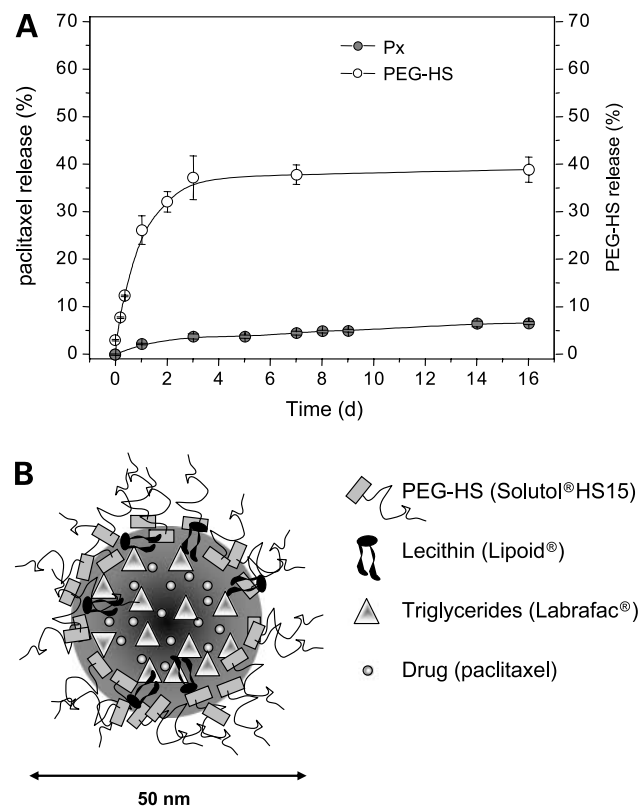 A
paclitaxel release (%)
70
60
50
40
30
20
10
0
Px
PEG-HS
70
60
50
40
30
20
10
0
PEG-HS release (%)
0 2 4 6 8 10 12 14 16
Time (d)
B
PEG-HS (Solutol®HS15)
Lecithin (Lipoid®)
Triglycerides (Labrafac®)
Drug (paclitaxel)
50 nm